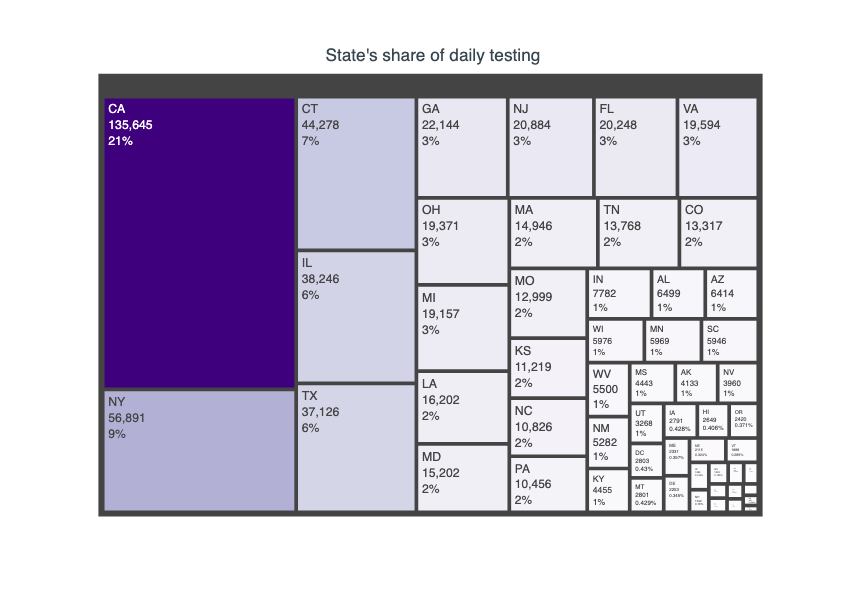 State's share of daily testing
CA
135,645
21%
NY
56,891
9%
CT
44,278
7%
IL
38,246
6%
TX
37,126
6%
GA
22,144
3%
NJ
20,884
3%
FL
20,248
3%
VA
19,594
3%
OH
19,371
3%
MI
19,157
3%
LA
16,202
2%
MD
15,202
2%
MA
14,946
2%
TN
13,768
2%
CO
13,317
2%
MO
12,999
2%
KS
11,219
2%
NC
10,826
2%
PA
10,456
2%
IN
7782
1%
AL
6499
1%
AZ
6414
1%
WI
5976
1%
MN
5969
1%
SC
5946
1%
WV
5500
1%
NM
5282
1%
KY
4455
1%
MS
4443
1%
AK
4133
1%
NV
3960
1%
UT
3268
1%
DC
2803
0.43%
MT
2801
0.429%
IA
2791
0.428%
HI
2649
0.406%
OR
2420
0.371%
DE
2253
0.345%